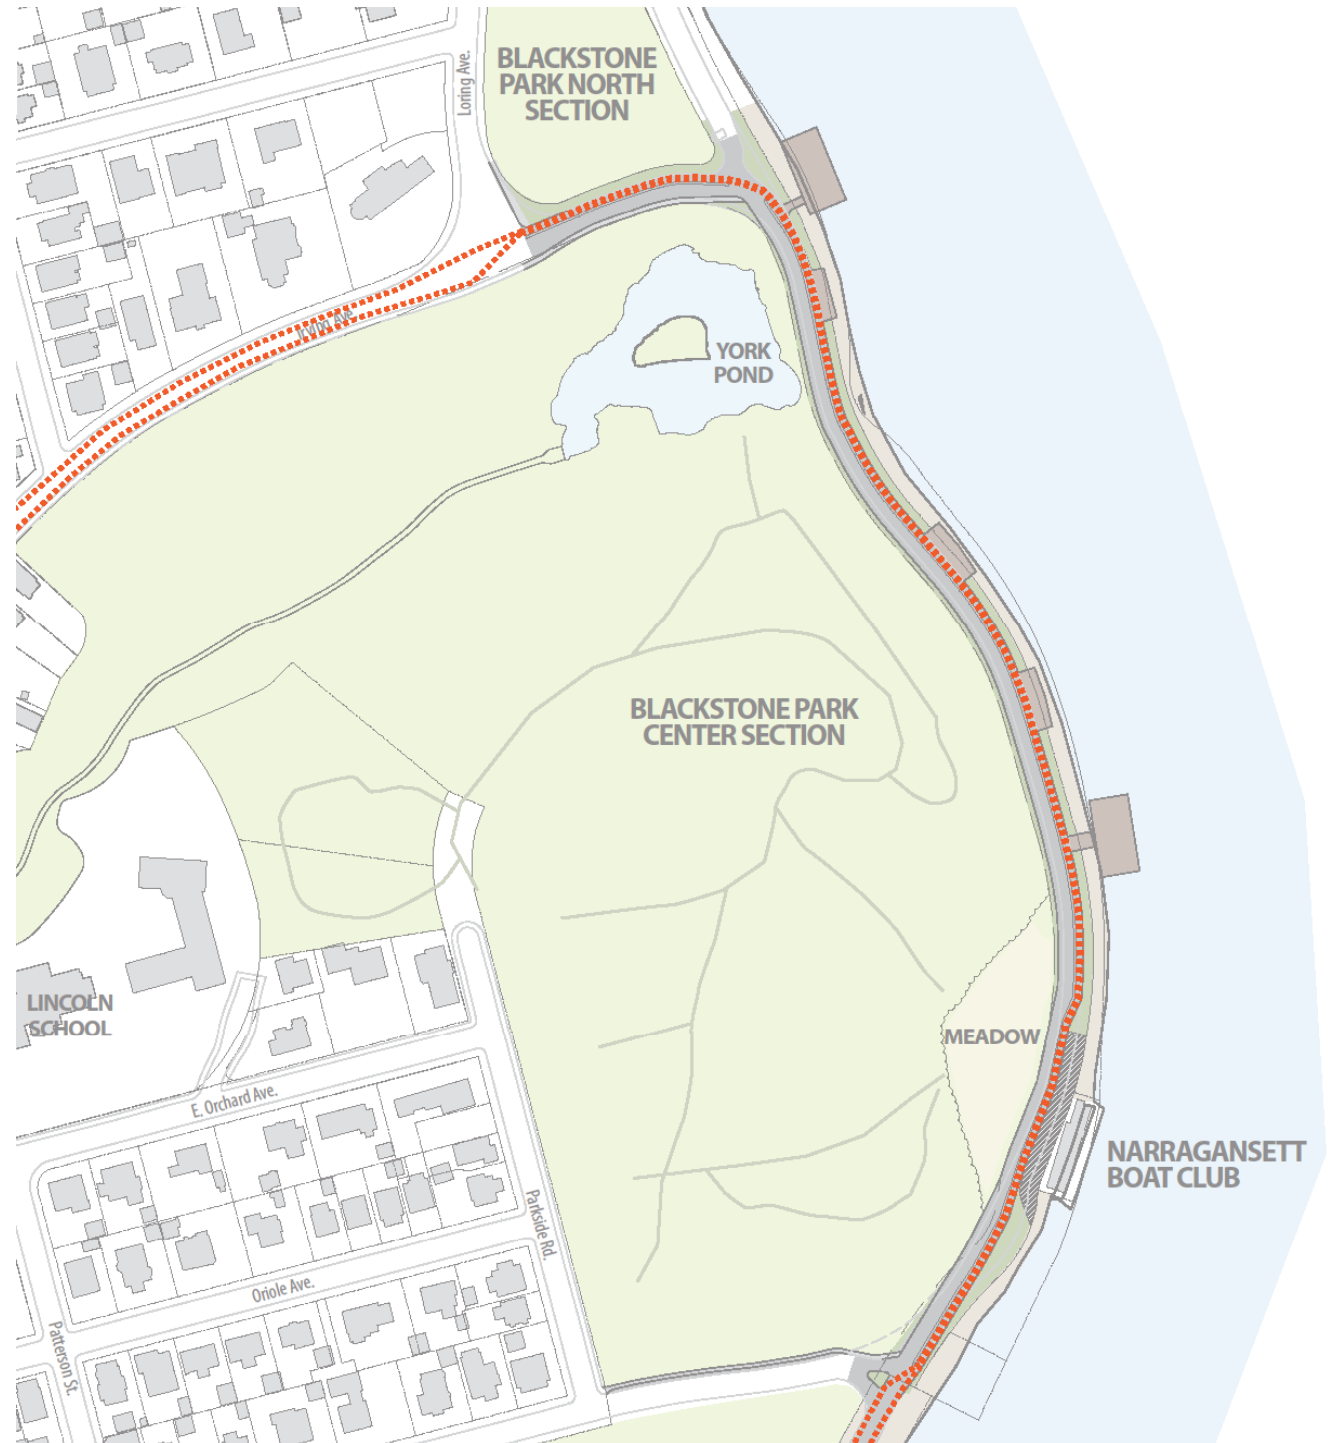 Loring Ave.
BLACKSTONE
PARK NORTH
SECTION
Irving Ave.
YORK
POND
BLACKSTONE PARK
CENTER SECTION
LINCOLN
SCHOOL
MEADOW
E. Orchard Ave.
NARRAGANSETT
BOAT CLUB
Parkside Rd.
Oriole Ave.
Patterson St.